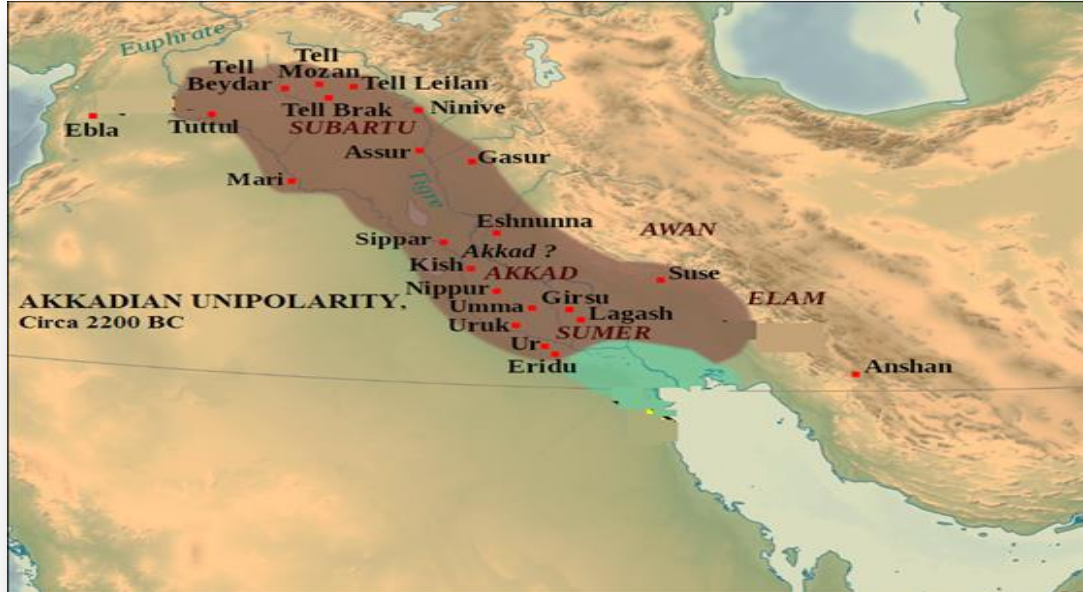 Euphrate
Tell
Beydar
Tell
Mozan
Tell Leilan
Tell Brak
Ninive
Ebla
Tuttul
SUBARTU
Assur
Gasur
Mari
Tigre
Eshnunna
AWAN
Sippar
Akkad ?
Kish
AKKAD
Suse
Nippur
Girsu
ELAM
AKKADIAN UNIPOLARITY.
Circa 2200 BC
Umma
Lagash
Uruk
SUMER
Ur
Eridu
Anshan